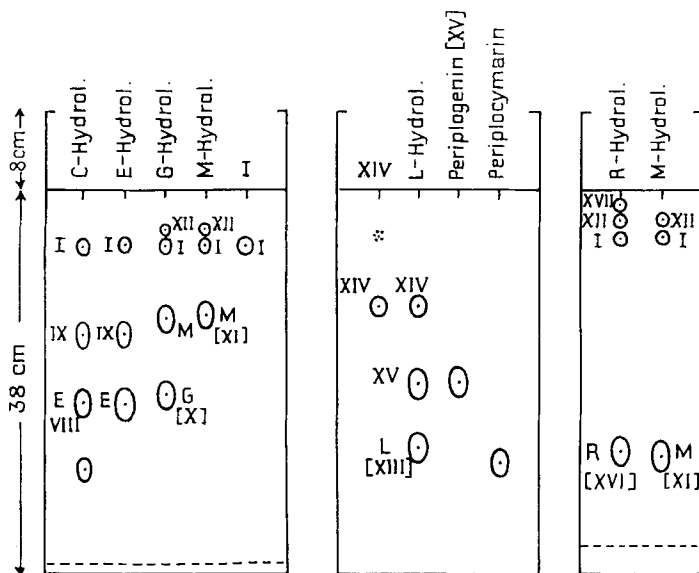 C-Hydrol.
E-Hydrol.
G-Hydrol.
M-Hydrol.
I
8cm
38 cm
XII XII
I I I I I
IX IX M M
[XI]
E E G
VIII [X]
XIV
L-Hydrol.
Periplogenin [XV]
Periplocymarin
XIV XIV
XV
L
[XIII]
R-Hydrol.
M-Hydrol.
XVII
XII XII
I I
R M
[XVI] [XI]